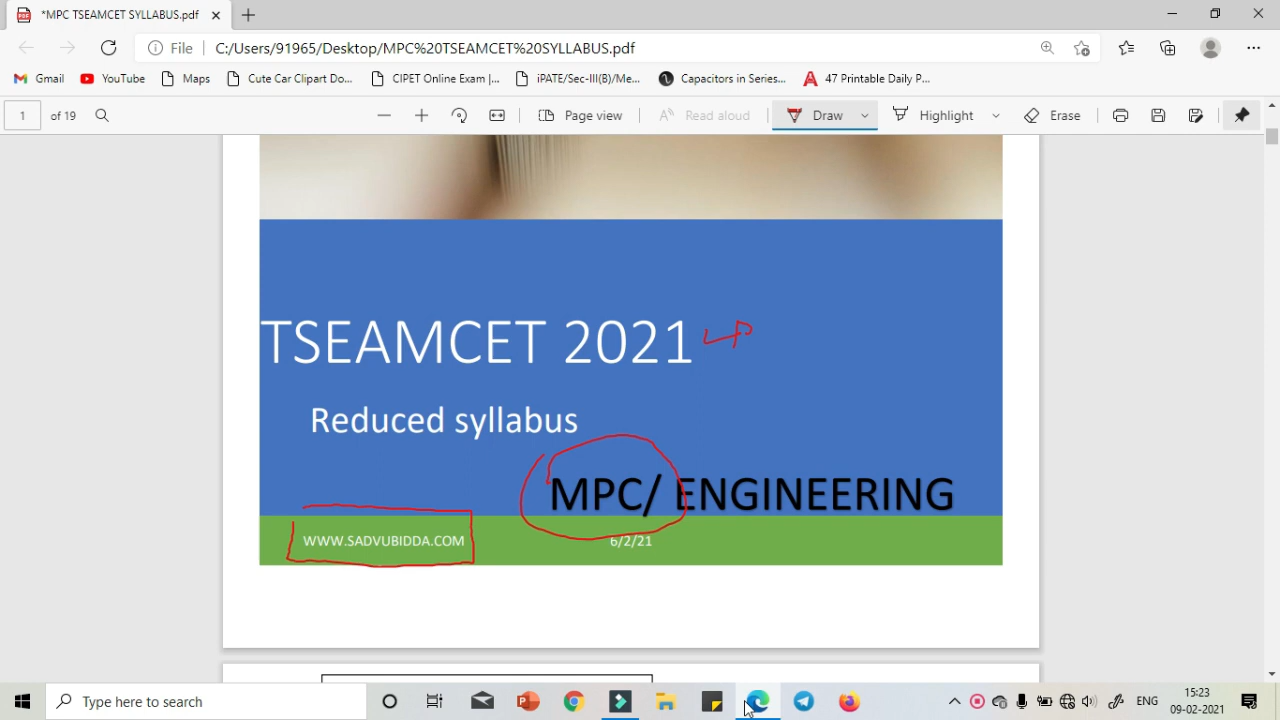 *MPC TSEAMCET SYLLABUS.pdf
File C:/Users/91965/Desktop/MPC%20TSEAMCET%20SYLLABUS.pdf
Gmail YouTube Maps Cute Car Clipart Do... CIPET Online Exam |... iPATE/Sec-III(B)/Me... Capacitors in Series... 47 Printable Daily P...
1 of 19 Page view Read aloud Draw Highlight Erase
TSEAMCET 2021
Reduced syllabus
MPC/ ENGINEERING
WWW.SADVUBIDDA.COM 6/2/21
Type here to search ENG 15:23
09-02-2021